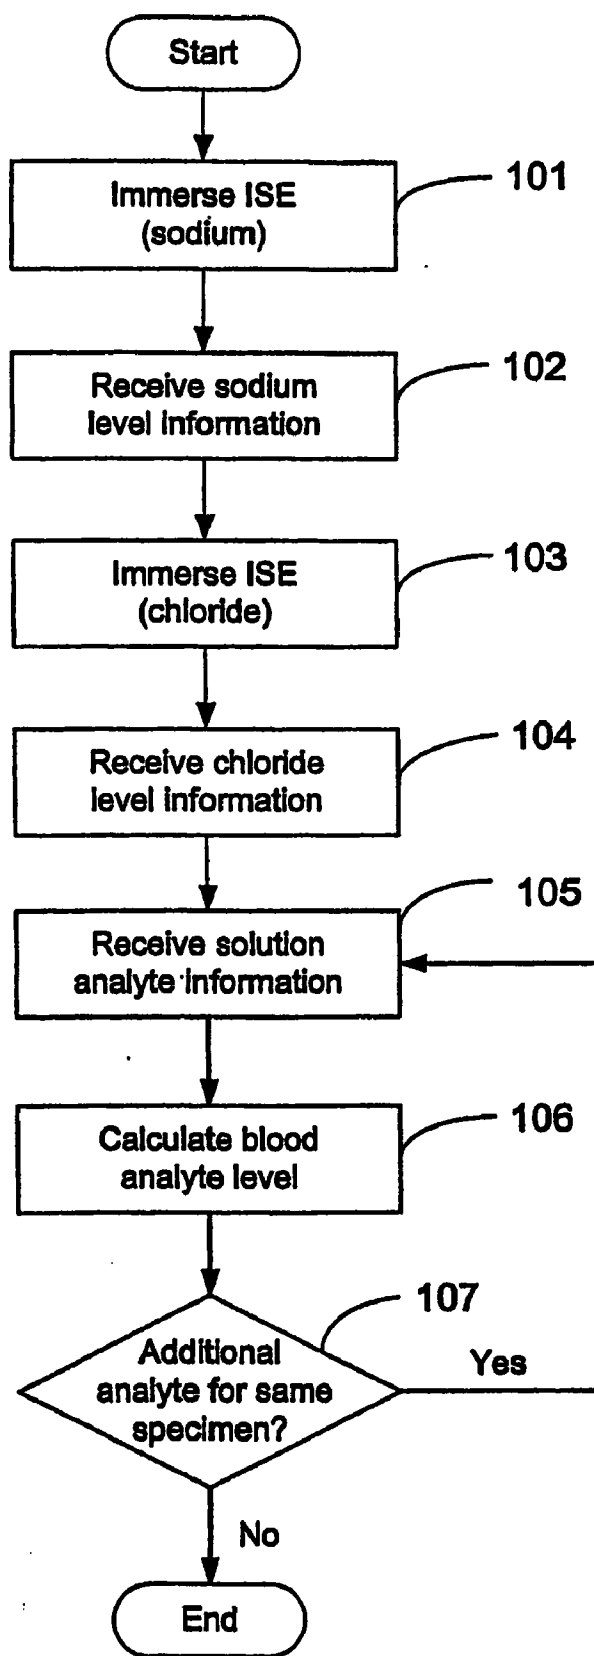 Start
Immerse ISE
(sodium)
101
Receive sodium
level information
102
Immerse ISE
(chloride)
103
Receive chloride
level information
104
Receive solution
analyte information
105
Calculate blood
analyte level
106
Additional
analyte for same
specimen?
107
Yes
No
End